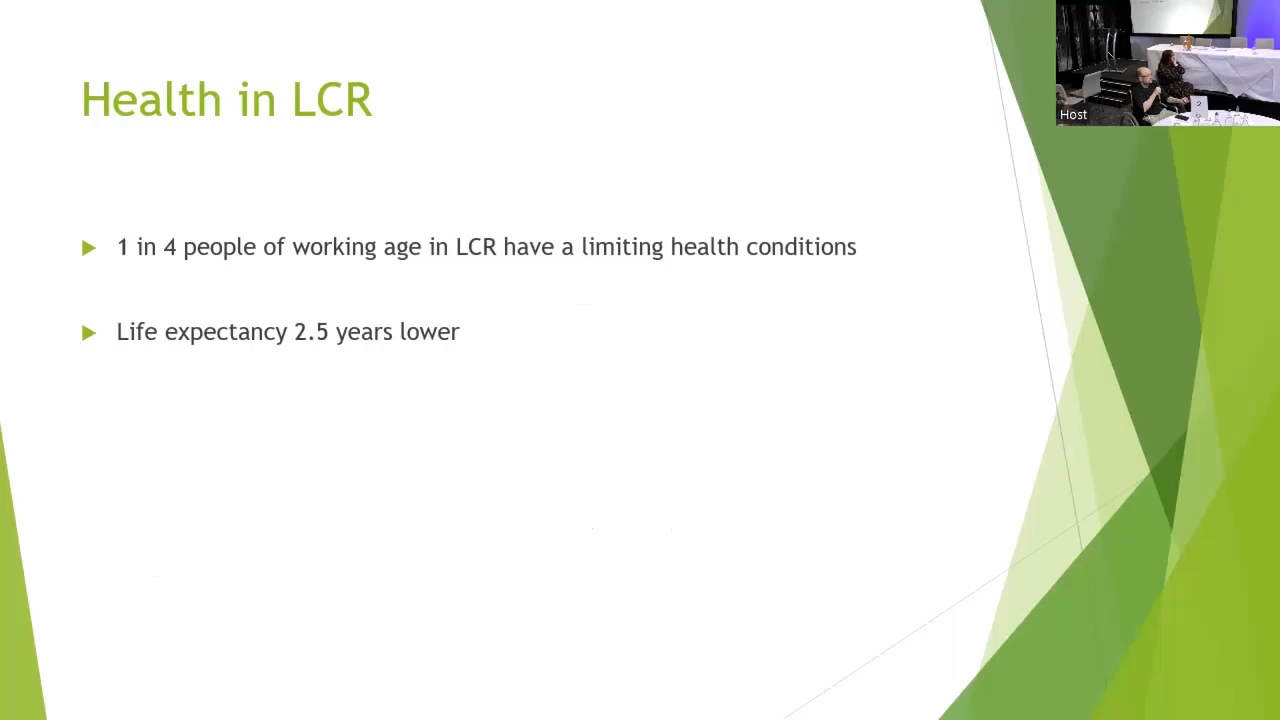 Health in LCR
1 in 4 people of working age in LCR have a limiting health conditions
Life expectancy 2.5 years lower
Host
2